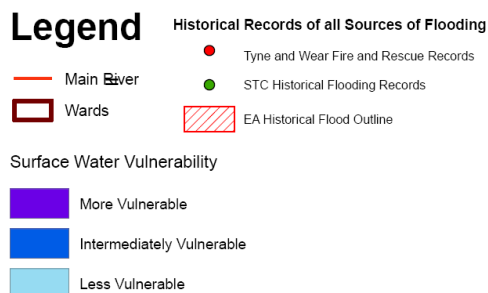 Legend
Main River
Wards
Historical Records of all Sources of Flooding
Tyne and Wear Fire and Rescue Records
STC Historical Flooding Records
EA Historical Flood Outline
Surface Water Vulnerability
More Vulnerable
Intermediately Vulnerable
Less Vulnerable